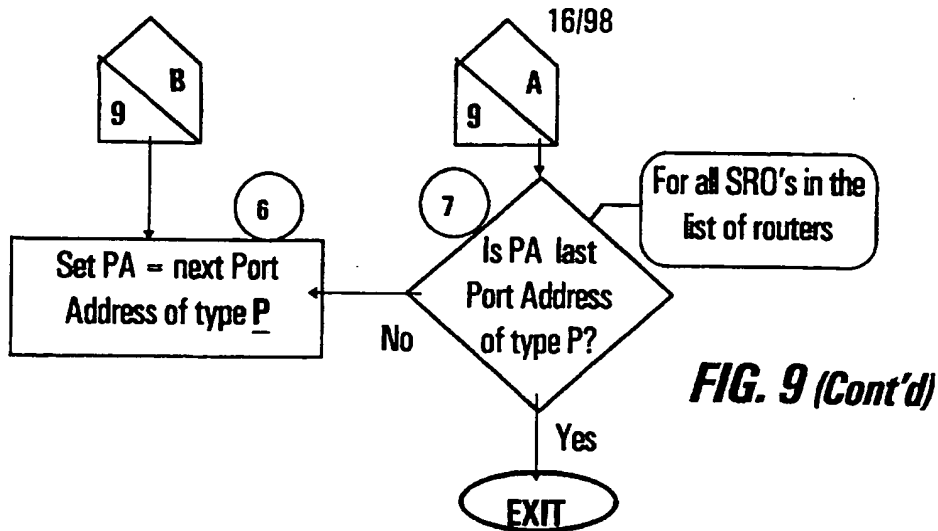 16/98
B
9
A
9
For all SRO's in the
list of routers
6
7
Set PA = next Port
Address of type P
Is PA last
Port Address
of type P?
No
Yes
EXIT
FIG. 9 (Cont'd)